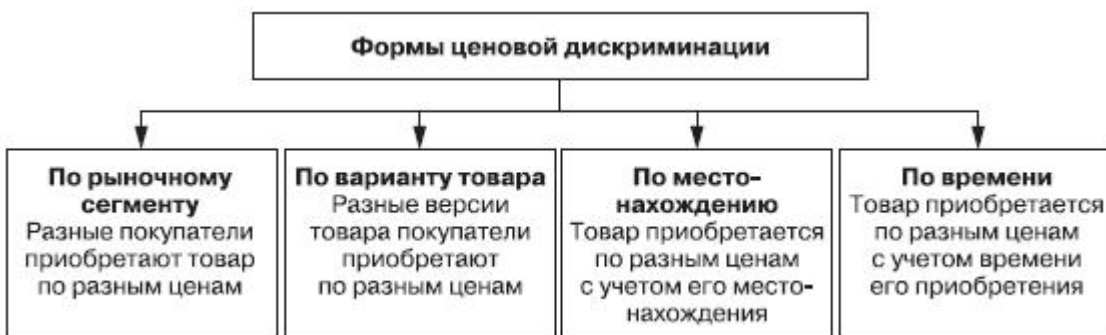 Формы ценовой дискриминации
По рыночному
сегменту
Разные покупатели
приобретают товар
по разным ценам
По варианту товара
Разные версии
товара покупатели
приобретают
по разным ценам
По место-
нахождению
Товар приобретается
по разным ценам
с учетом его место-
нахождения
По времени
Товар приобретается
по разным ценам
с учетом времени
его приобретения